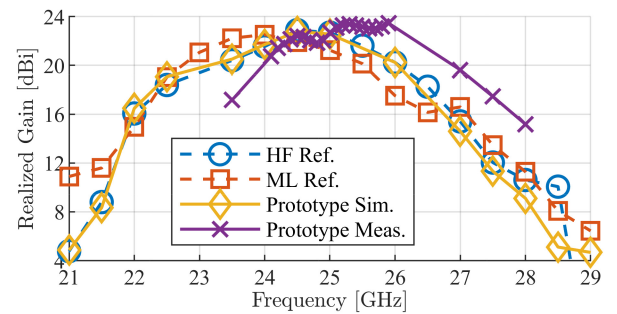 24
20
16
12
8
4
Realized Gain [dBi]
HF Ref.
ML Ref.
Prototype Sim.
Prototype Meas.
21 22 23 24 25 26 27 28 29
Frequency [GHz]